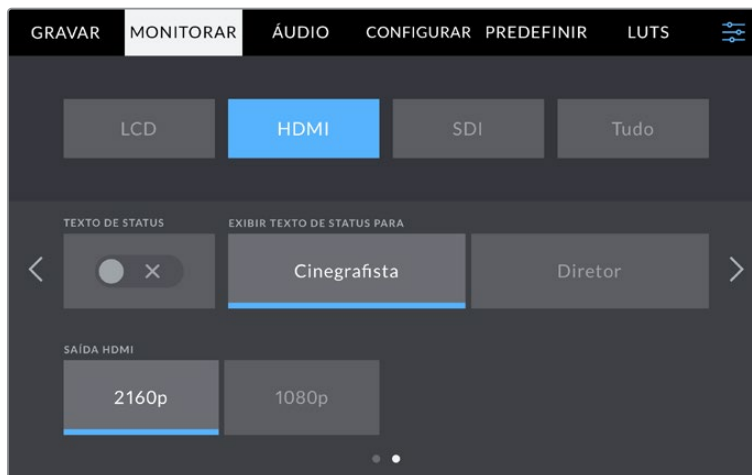 GRAVAR MONITORAR ÁUDIO CONFIGURAR PREDEFINIR LUTS
LCD HDMI SDI Tudo
TEXTO DE STATUS EXIBIR TEXTO DE STATUS PARA
Cinegrafista Diretor
SAÍDA HDMI
2160p 1080p